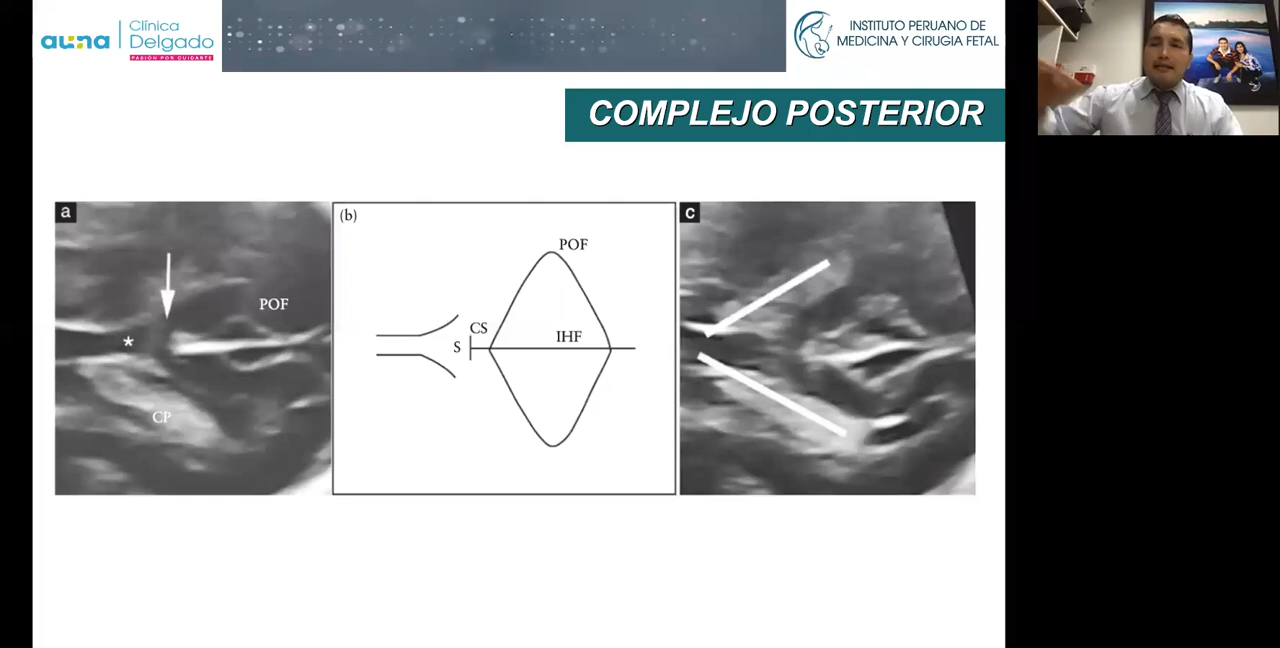 auna
Clínica
Delgado
PASIÓN POR CUIDARTE
INSTITUTO PERUANO DE
MEDICINA Y CIRUGIA FETAL
COMPLEJO POSTERIOR
a
POF
*
CP
(b)
POF
CS
IHF
S
c